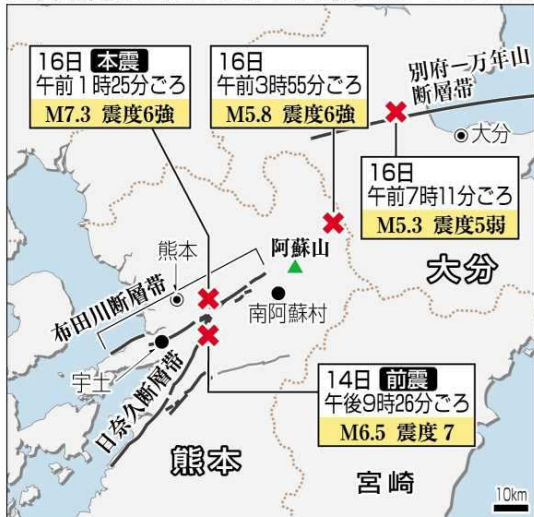 16日 本震
午前1時25分ごろ
M7.3 震度6強
16日
午前3時55分ごろ
M5.8 震度6強
別府―万年山
断層帯
大分
16日
午前7時11分ごろ
M5.3 震度5弱
阿蘇山
大分
熊本
布田川断層帯
南阿蘇村
宇土
日奈久断層帯
14日 前震
午後9時26分ごろ
M6.5 震度7
熊本
宮崎
10km